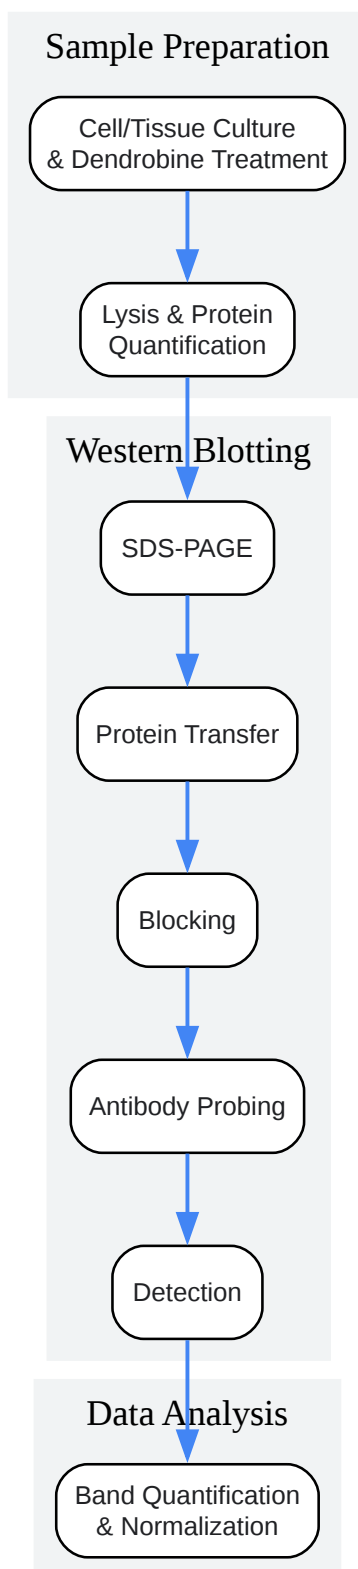 Sample Preparation
Cell/Tissue Culture
& Dendrobine Treatment
Lysis & Protein
Quantification
Western Blotting
SDS-PAGE
Protein Transfer
Blocking
Antibody Probing
Detection
Data Analysis
Band Quantification
& Normalization